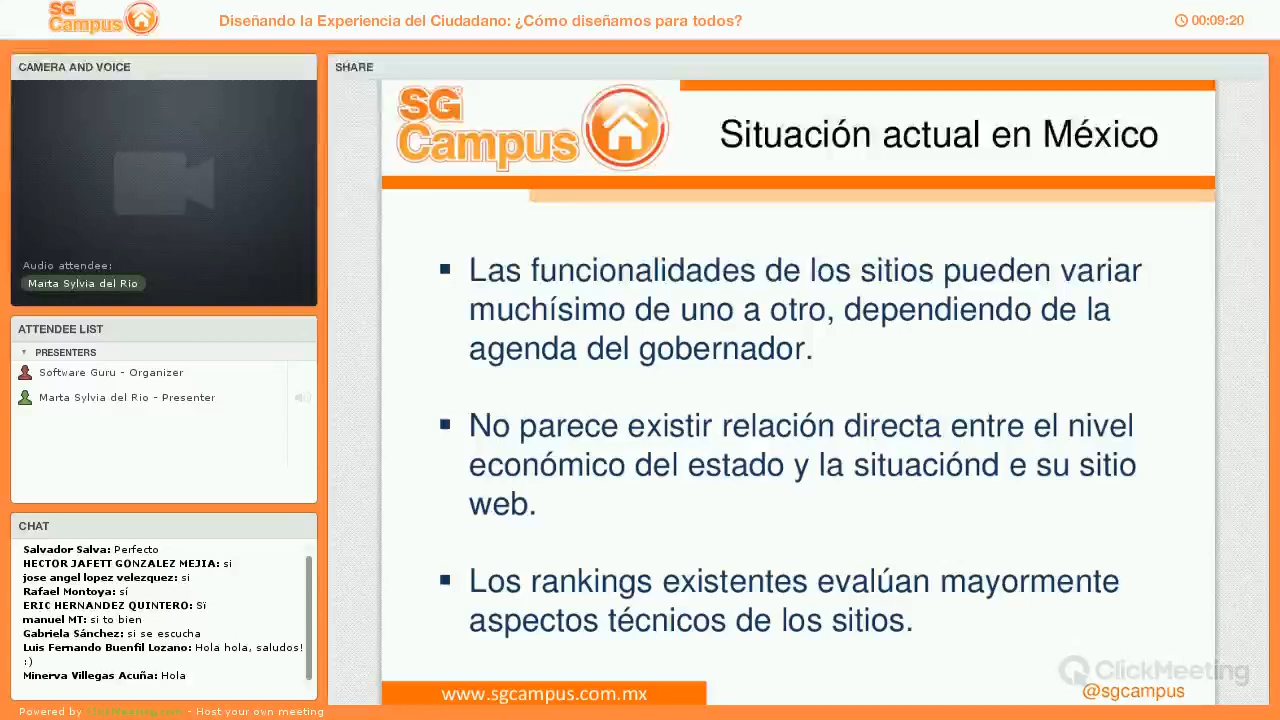 SG Campus
Diseñando la Experiencia del Ciudadano: ¿Cómo diseñamos para todos?
00:09:20
CAMERA AND VOICE
Audio attendee:
Marta Sylvia del Rio
ATTENDEE LIST
PRESENTERS
Software Guru - Organizer
Marta Sylvia del Rio - Presenter
CHAT
Salvador Salva: Perfecto
HECTOR JAFETT GONZALEZ MEJIA: si
jose angel lopez velezquez: si
Rafael Montoya: sí
ERIC HERNANDEZ QUINTERO: Sï
manuel MT: si to bien
Gabriela Sánchez: si se escucha
Luis Fernando Buenfil Lozano: Hola hola, saludos!
:)
Minerva Villegas Acuña: Hola
Powered by ClickMeeting.com - Host your own meeting
SHARE
SG
Campus
Situación actual en México
▪ Las funcionalidades de los sitios pueden variar
muchísimo de uno a otro, dependiendo de la
agenda del gobernador.
▪ No parece existir relación directa entre el nivel
económico del estado y la situaciónd e su sitio
web.
▪ Los rankings existentes evalúan mayormente
aspectos técnicos de los sitios.
ClickMeeting
www.sgcampus.com.mx
@sgcampus